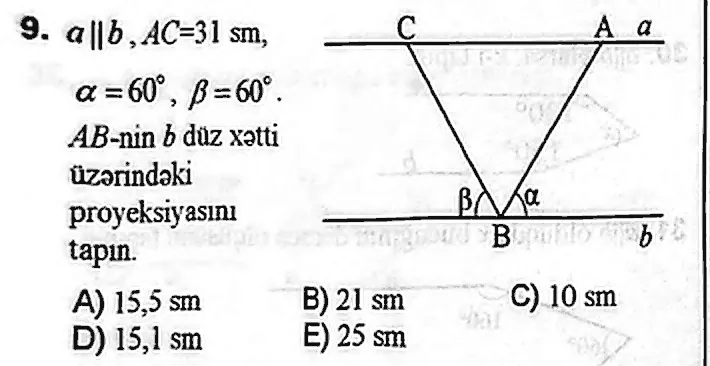 9. a∥b, AC=31 sm,
α=60°, β=60°.
AB-nin b düz xətti
üzərindəki
proyeksiyasını
tapın.
C A a
β α
B b
A) 15,5 sm B) 21 sm C) 10 sm
D) 15,1 sm E) 25 sm